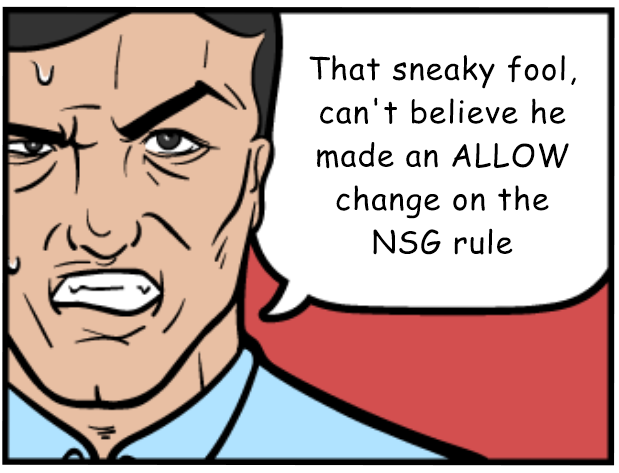 That sneaky fool,
can't believe he
made an ALLOW
change on the
NSG rule